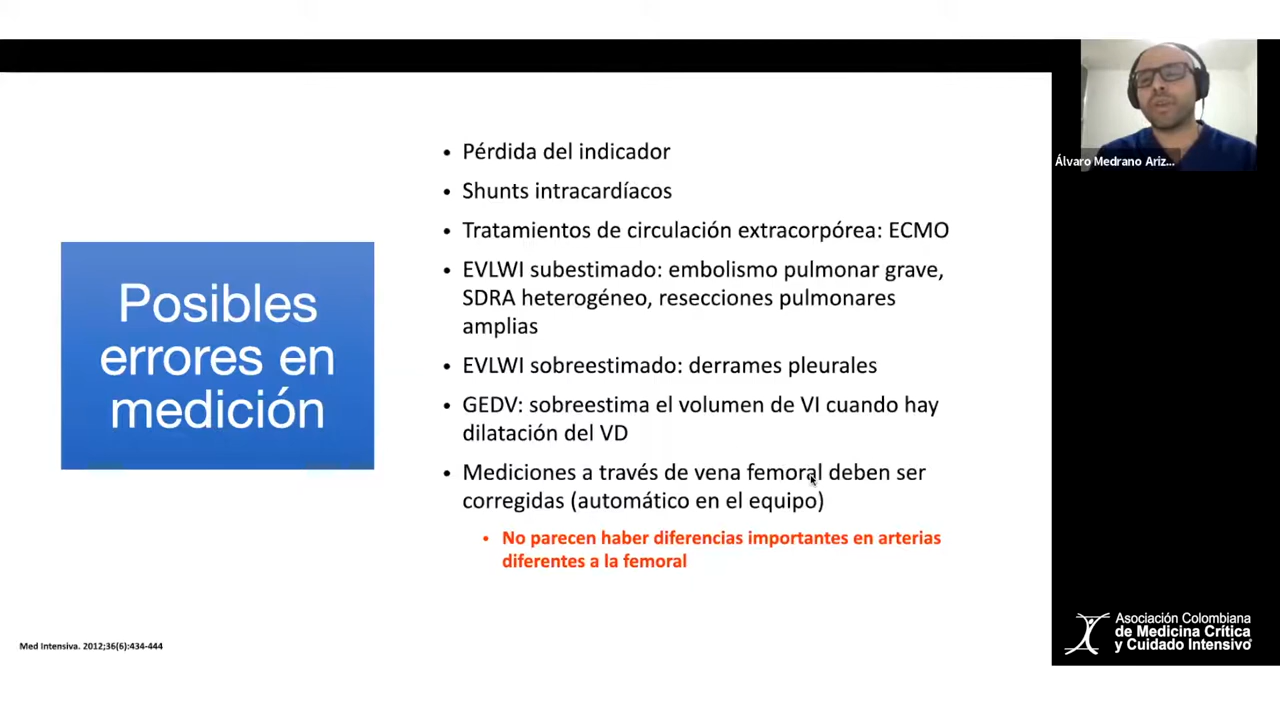 Posibles
errores en
medición
• Pérdida del indicador
• Shunts intracardíacos
• Tratamientos de circulación extracorpórea: ECMO
• EVLWI subestimado: embolismo pulmonar grave,
SDRA heterogéneo, resecciones pulmonares
amplias
• EVLWI sobreestimado: derrames pleurales
• GEDV: sobreestima el volumen de VI cuando hay
dilatación del VD
• Mediciones a través de vena femoral deben ser
corregidas (automático en el equipo)
• No parecen haber diferencias importantes en arterias
diferentes a la femoral
Med Intensiva. 2012;36(6):434-444
Álvaro Medrano Ariz...
Asociación Colombiana
de Medicina Crítica
y Cuidado Intensivo